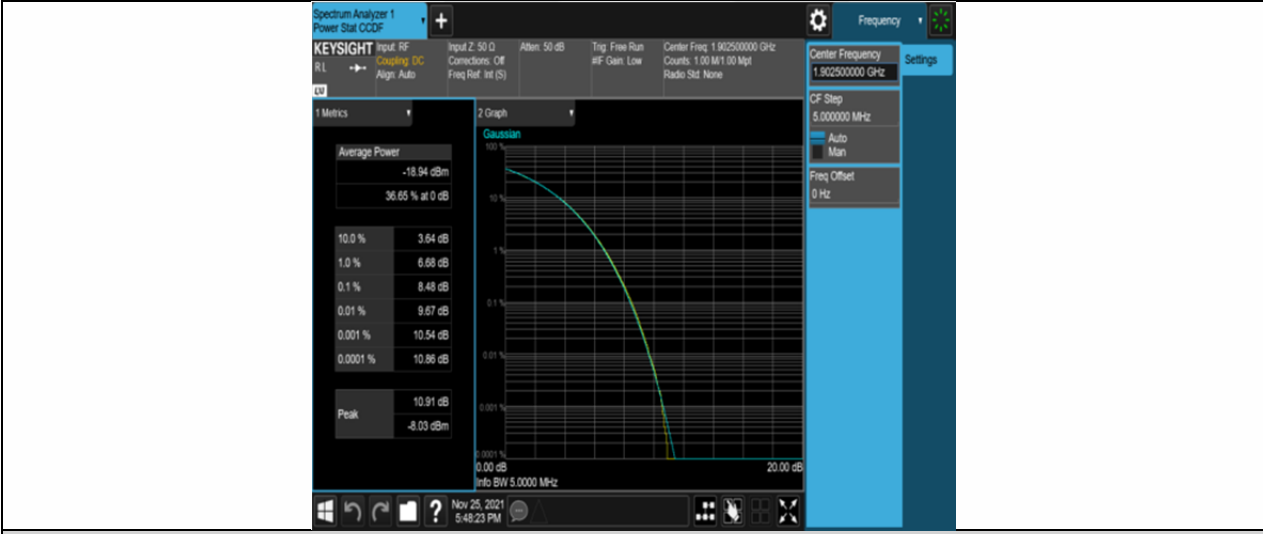 Spectrum Analyzer 1
Power Stat CCDF
Frequency
KEYSIGHT
R L
LV
Input: RF
Coupling: DC
Align: Auto
Input Z: 50 Ω
Corrections: Off
Freq Ref: Int (S)
Atten: 50 dB
Trig: Free Run
#IF Gain: Low
Center Freq: 1.902500000 GHz
Counts: 1.00 M/1.00 Mpt
Radio Std: None
Center Frequency
1.902500000 GHz
Settings
CF Step
5.000000 MHz
Auto
Man
Freq Offset
0 Hz
1 Metrics
Average Power
-18.94 dBm
36.65 % at 0 dB
10.0 % 3.64 dB
1.0 % 6.68 dB
0.1 % 8.48 dB
0.01 % 9.67 dB
0.001 % 10.54 dB
0.0001 % 10.86 dB
Peak
10.91 dB
-8.03 dBm
2 Graph
Gaussian
100 %
10 %
1 %
0.1 %
0.01 %
0.001 %
0.0001 %
0.00 dB
20.00 dB
Info BW 5.0000 MHz
Nov 25, 2021
5:48:23 PM